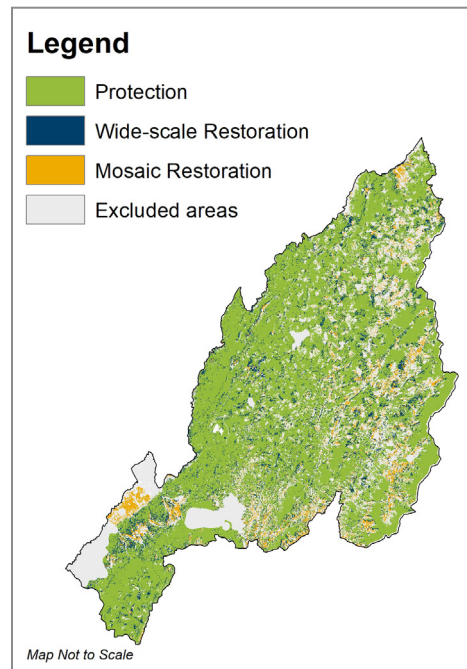 Legend
Protection
Wide-scale Restoration
Mosaic Restoration
Excluded areas
Map Not to Scale